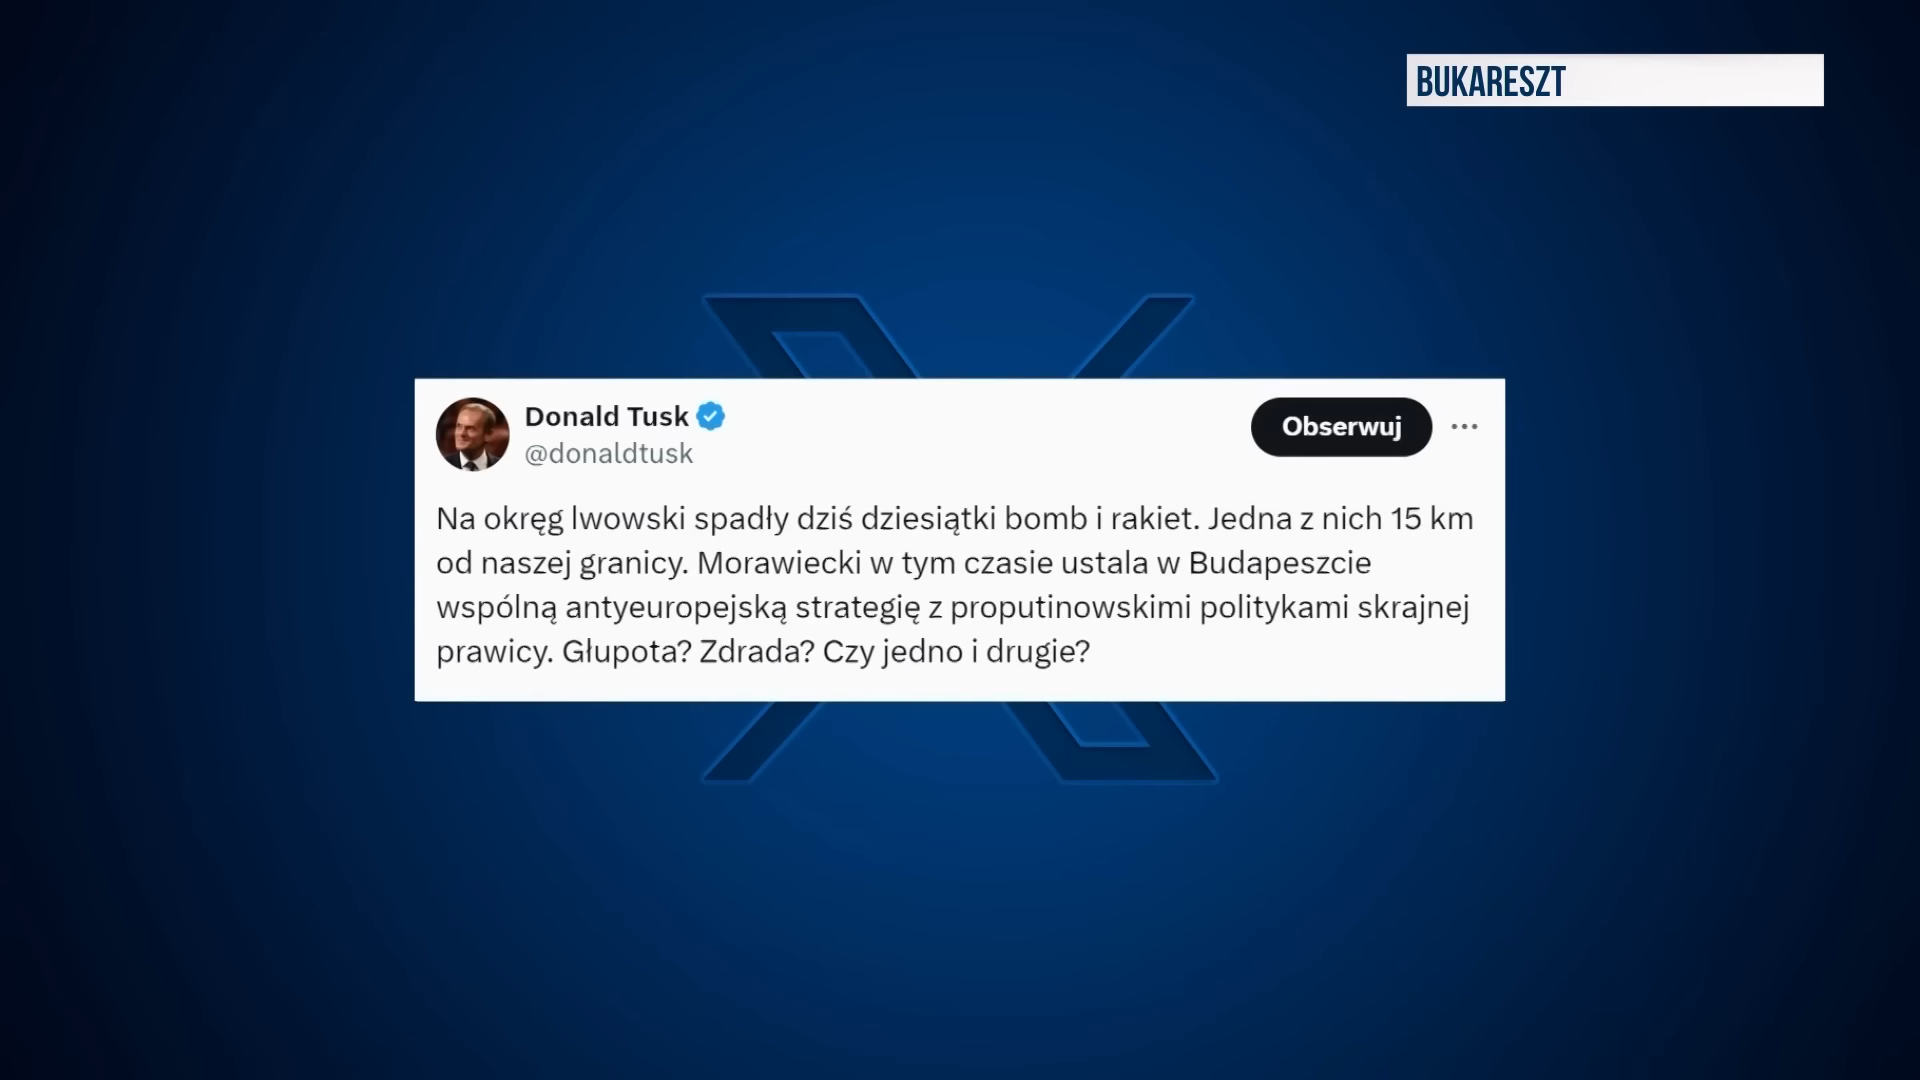 BUKARESZT
Donald Tusk
@donaldtusk
Obserwuj
Na okręg lwowski spadły dziś dziesiątki bomb i rakiet. Jedna z nich 15 km
od naszej granicy. Morawiecki w tym czasie ustala w Budapeszcie
wspólną antyeuropejską strategię z proputinowskimi politykami skrajnej
prawicy. Głupota? Zdrada? Czy jedno i drugie?